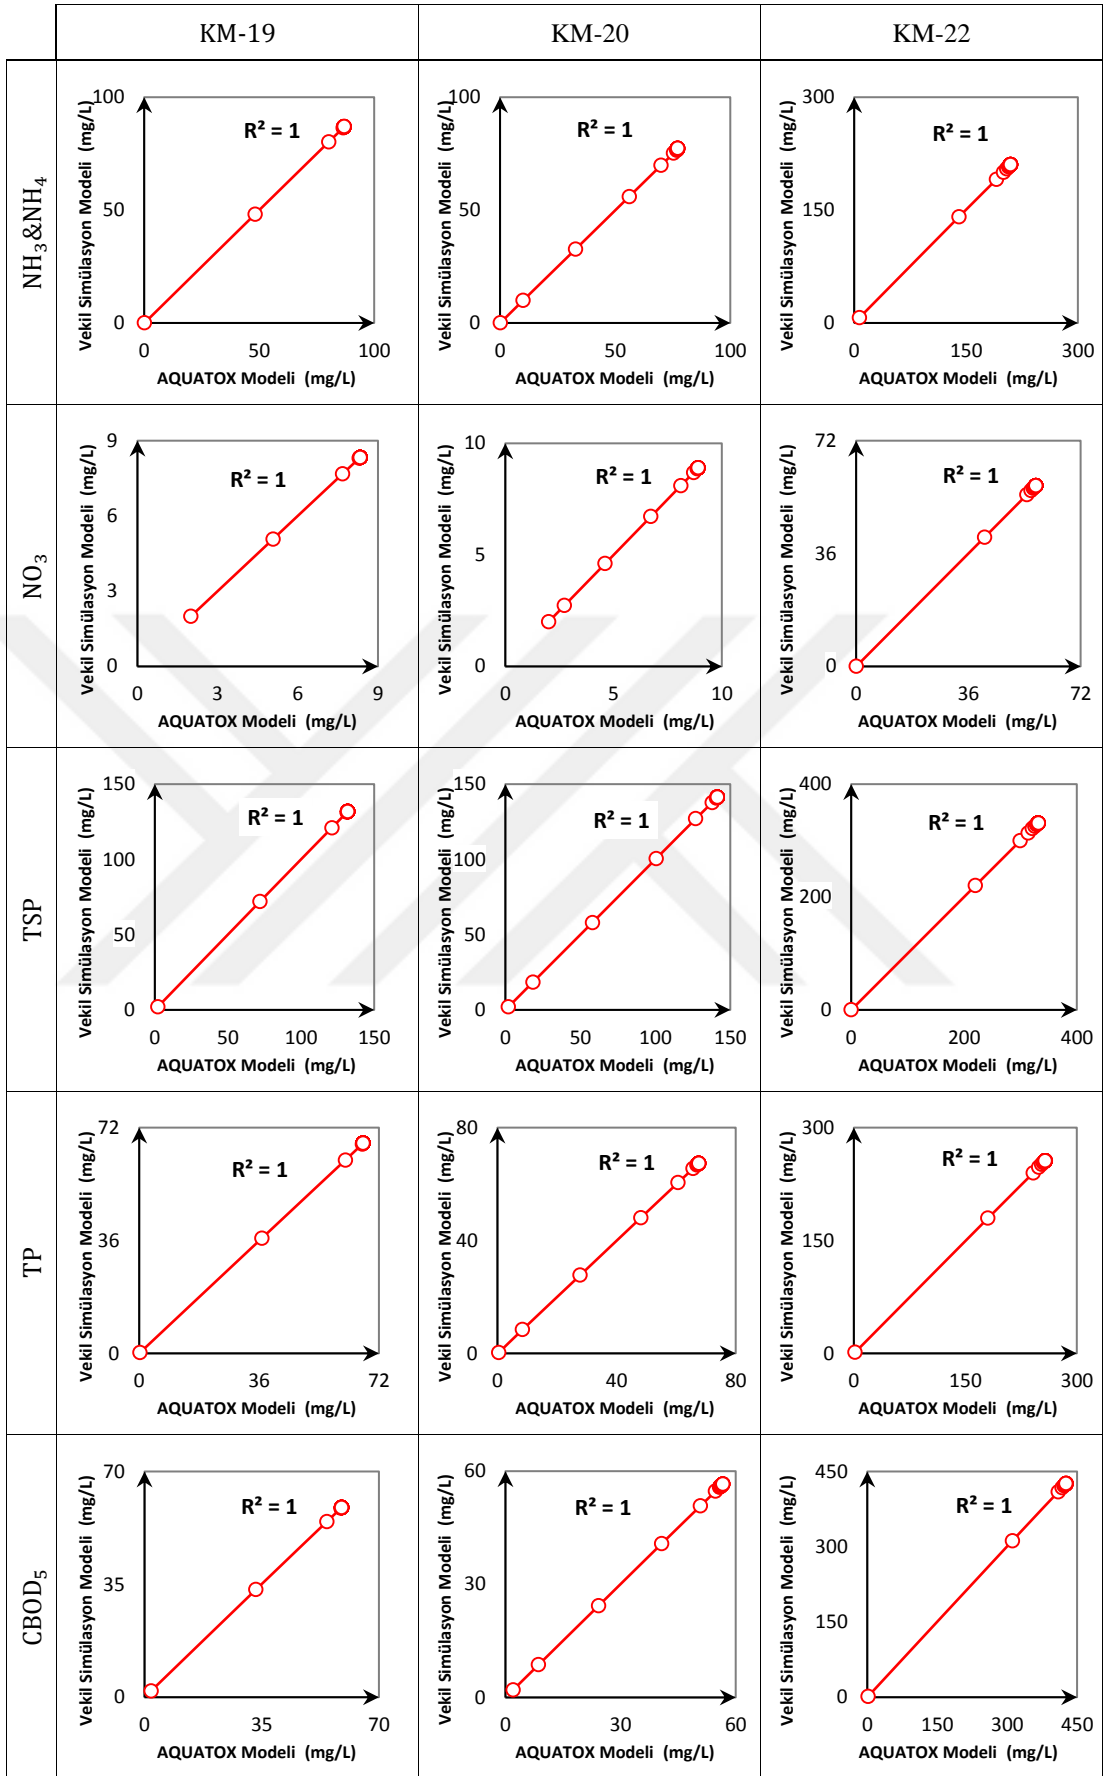 KM-19 KM-20 KM-22
NH₃&NH₄
Vekil Simülasyon Modeli (mg/L)
100
50
0
R² = 1
0 50 100
AQUATOX Modeli (mg/L)
Vekil Simülasyon Modeli (mg/L)
100
50
0
R² = 1
0 50 100
AQUATOX Modeli (mg/L)
Vekil Simülasyon Modeli (mg/L)
300
150
0
R² = 1
0 150 300
AQUATOX Modeli (mg/L)
NO₃
Vekil Simülasyon Modeli (mg/L)
9
6
3
0
R² = 1
0 3 6 9
AQUATOX Modeli (mg/L)
Vekil Simülasyon Modeli (mg/L)
10
5
0
R² = 1
0 5 10
AQUATOX Modeli (mg/L)
Vekil Simülasyon Modeli (mg/L)
72
36
0
R² = 1
0 36 72
AQUATOX Modeli (mg/L)
TSP
Vekil Simülasyon Modeli (mg/L)
150
100
50
0
R² = 1
0 50 100 150
AQUATOX Modeli (mg/L)
Vekil Simülasyon Modeli (mg/L)
150
100
50
0
R² = 1
0 50 100 150
AQUATOX Modeli (mg/L)
Vekil Simülasyon Modeli (mg/L)
400
200
0
R² = 1
0 200 400
AQUATOX Modeli (mg/L)
TP
Vekil Simülasyon Modeli (mg/L)
72
36
0
R² = 1
0 36 72
AQUATOX Modeli (mg/L)
Vekil Simülasyon Modeli (mg/L)
80
40
0
R² = 1
0 40 80
AQUATOX Modeli (mg/L)
Vekil Simülasyon Modeli (mg/L)
300
150
0
R² = 1
0 150 300
AQUATOX Modeli (mg/L)
CBOD₅
Vekil Simülasyon Modeli (mg/L)
70
35
0
R² = 1
0 35 70
AQUATOX Modeli (mg/L)
Vekil Simülasyon Modeli (mg/L)
60
30
0
R² = 1
0 30 60
AQUATOX Modeli (mg/L)
Vekil Simülasyon Modeli (mg/L)
450
300
150
0
R² = 1
0 150 300 450
AQUATOX Modeli (mg/L)